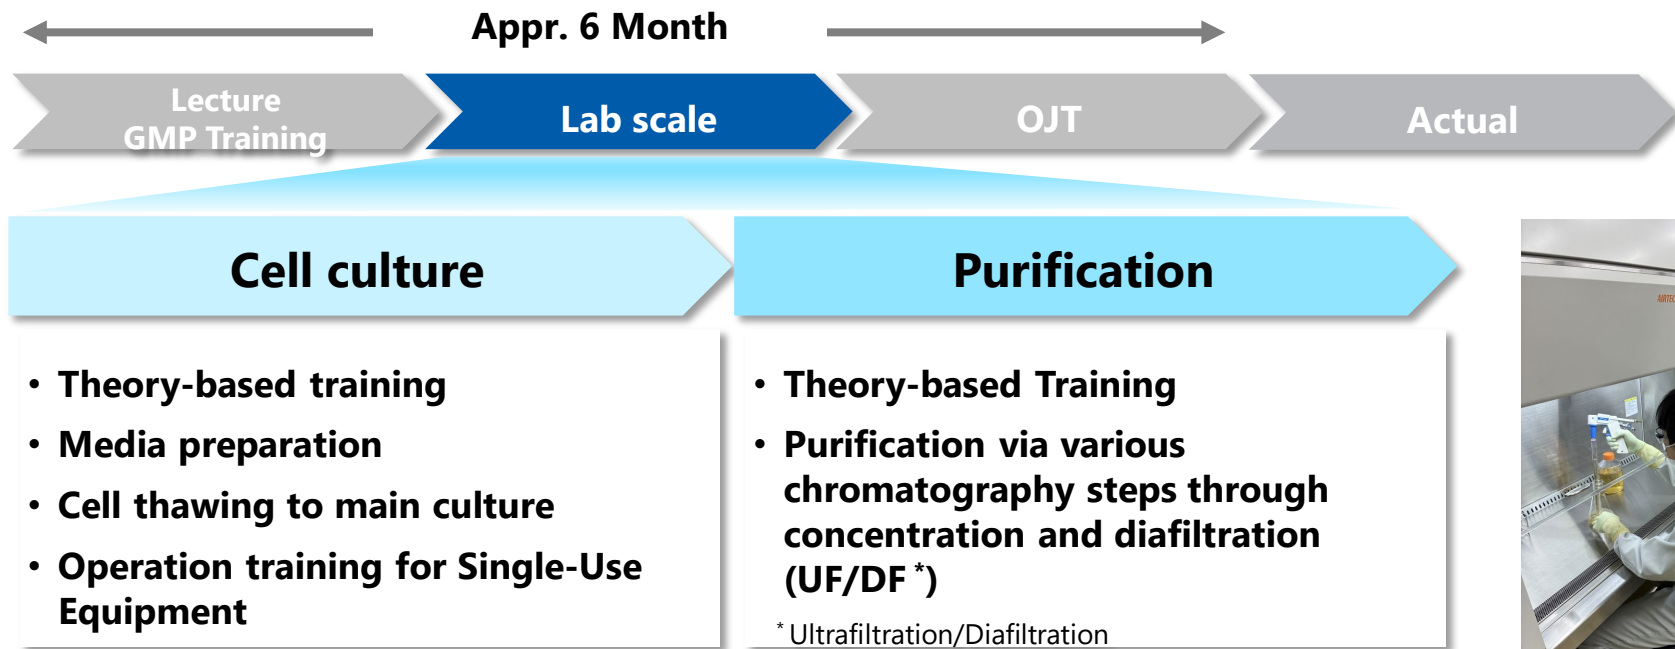 Appr. 6 Month
Lecture
GMP Training
Lab scale
OJT
Actual
Cell culture
Purification
• Theory-based training
• Media preparation
• Cell thawing to main culture
• Operation training for Single-Use
Equipment
• Theory-based Training
• Purification via various
chromatography steps through
concentration and diafiltration
(UF/DF *)
* Ultrafiltration/Diafiltration